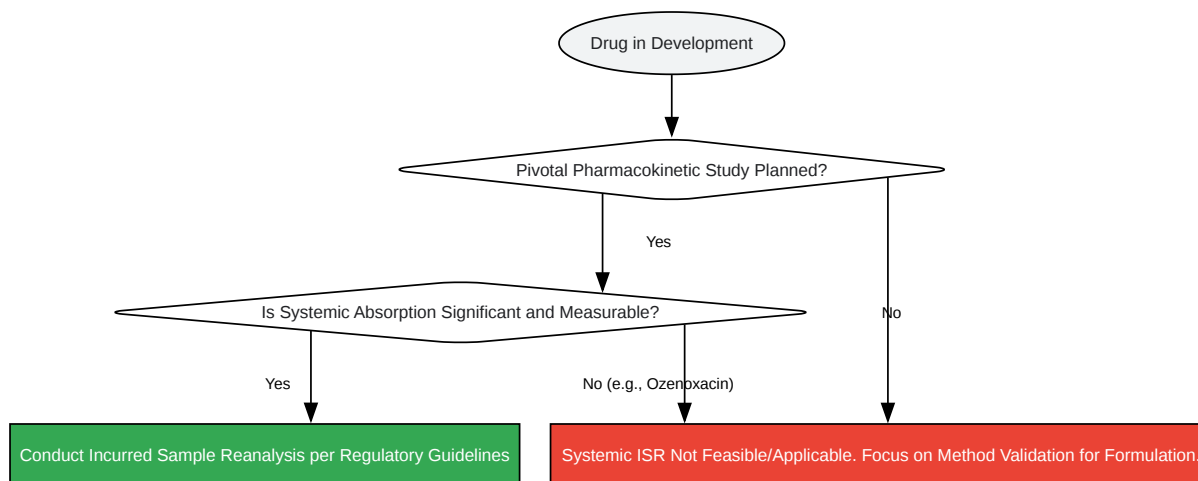 Drug in Development
Pivotal Pharmacokinetic Study Planned?
Yes
Is Systemic Absorption Significant and Measurable?
No
Yes
No (e.g., Ozenoxacin)
Conduct Incurred Sample Reanalysis per Regulatory Guidelines
Systemic ISR Not Feasible/Applicable. Focus on Method Validation for Formulation.